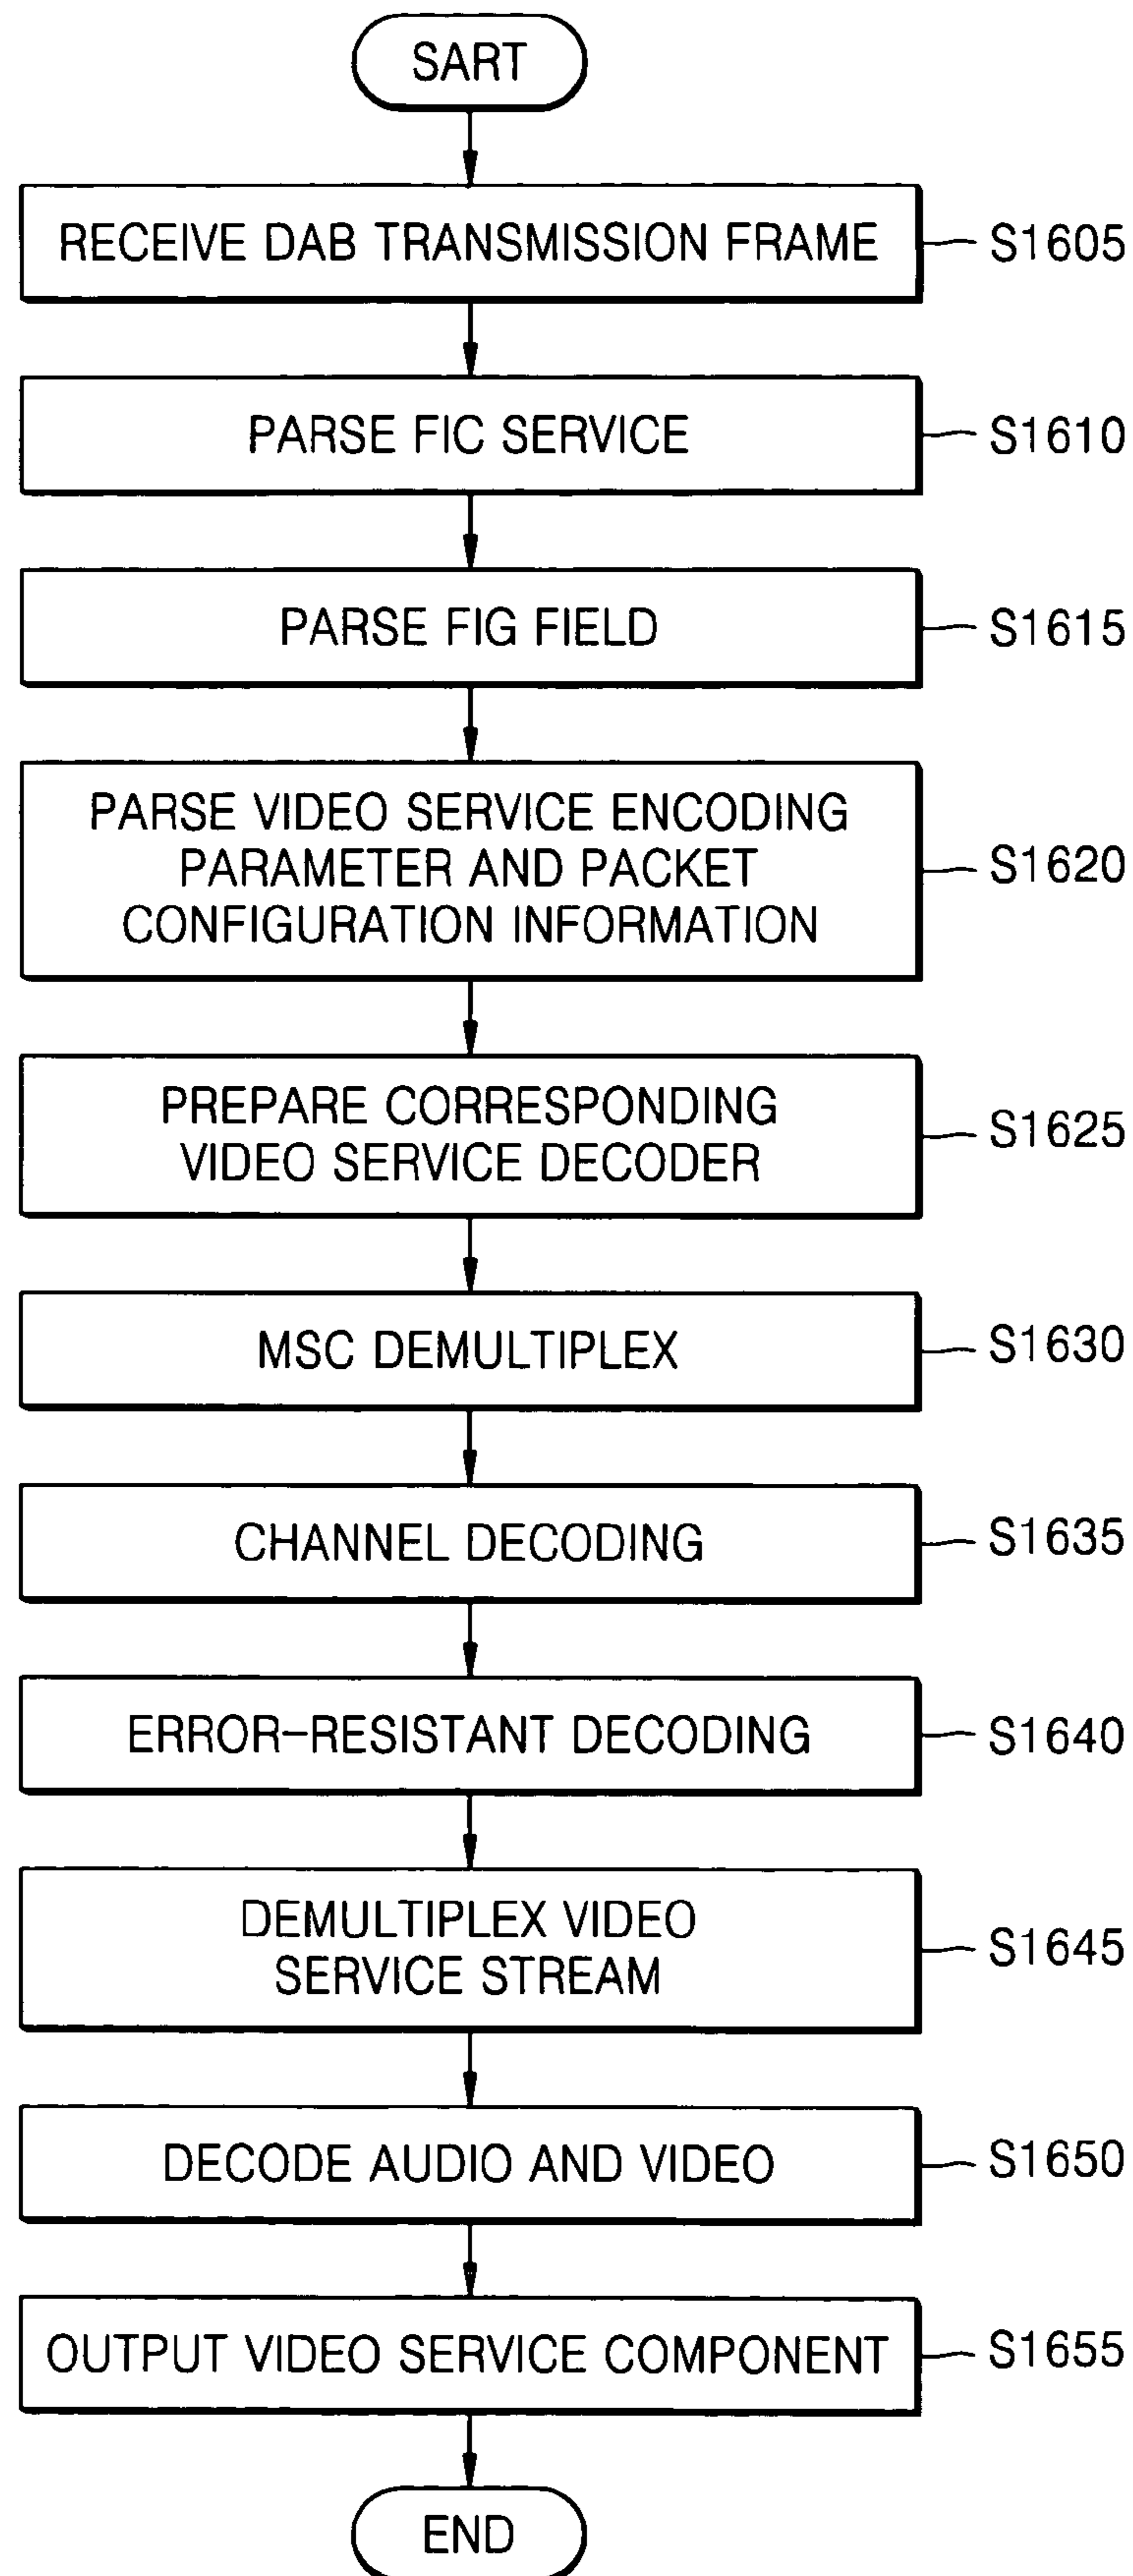 SART
RECEIVE DAB TRANSMISSION FRAME
S1605
PARSE FIC SERVICE
S1610
PARSE FIG FIELD
S1615
PARSE VIDEO SERVICE ENCODING
PARAMETER AND PACKET
CONFIGURATION INFORMATION
S1620
PREPARE CORRESPONDING
VIDEO SERVICE DECODER
S1625
MSC DEMULTIPLEX
S1630
CHANNEL DECODING
S1635
ERROR-RESISTANT DECODING
S1640
DEMULTIPLEX VIDEO
SERVICE STREAM
S1645
DECODE AUDIO AND VIDEO
S1650
OUTPUT VIDEO SERVICE COMPONENT
S1655
END